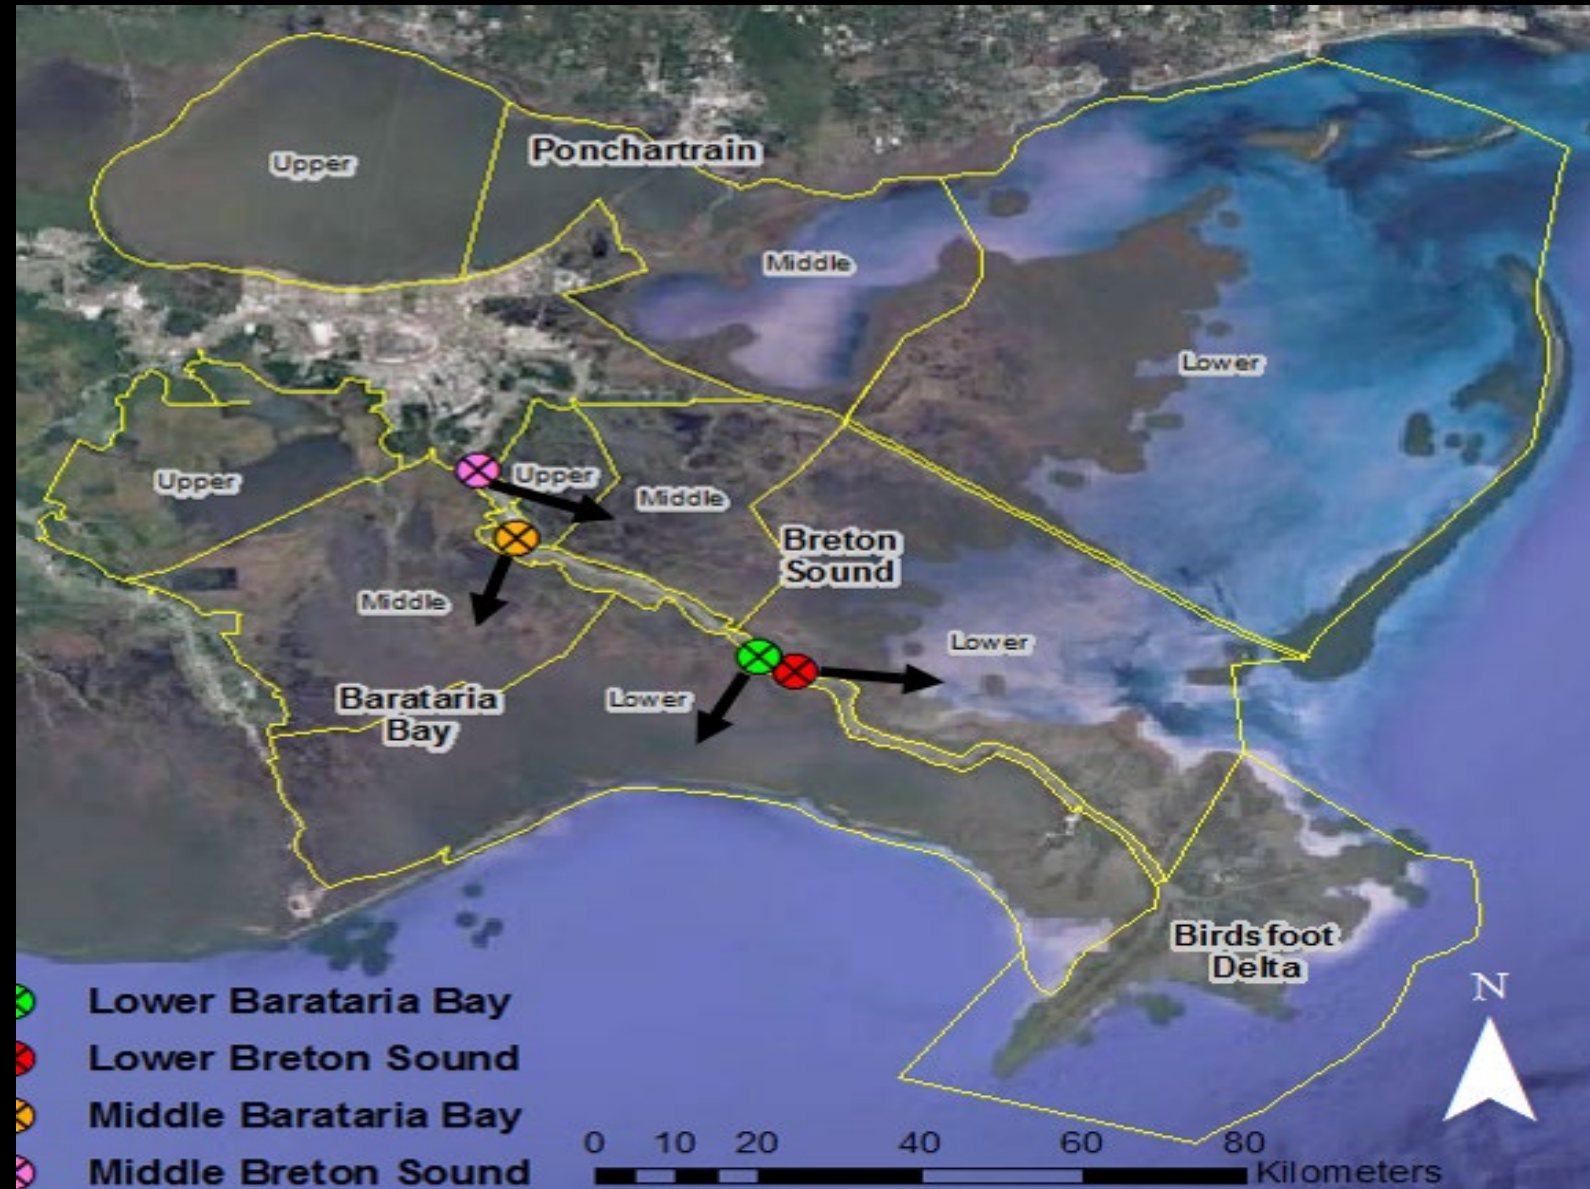 Ponchartrain
Upper
Middle
Lower
Upper
Upper
Middle
Breton
Sound
Middle
Lower
Barataria
Bay
Lower
Birdsfoot
Delta
N
Lower Barataria Bay
Lower Breton Sound
Middle Barataria Bay
Middle Breton Sound
0 10 20 40 60 80
Kilometers